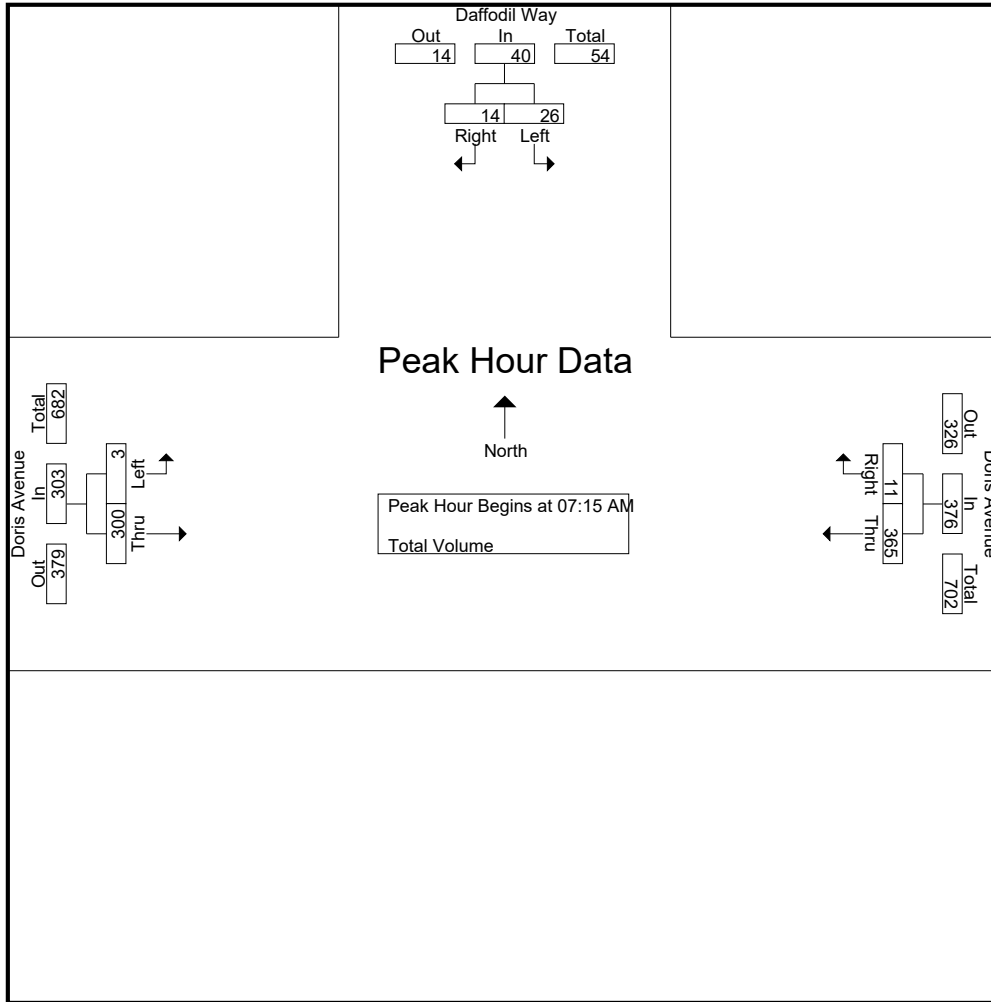 Daffodil Way
Out In Total
14 40 54
14 26
Right Left
Peak Hour Data
North
Peak Hour Begins at 07:15 AM
Total Volume
Doris Avenue
Out In Total
379 303 682
3 300
Left Thru
Doris Avenue
Out In Total
326 376 702
11 365
Right Thru